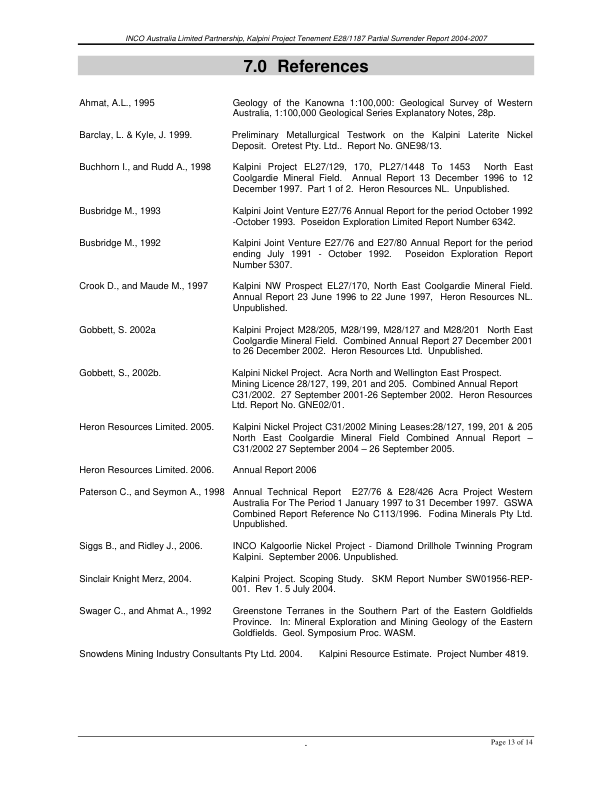 INCO Australia Limited Partnership, Kalpini Project Tenement E28/1187 Partial Surrender Report 2004-2007
7.0 References
Ahmat, A.L., 1995 Geology of the Kanowna 1:100,000: Geological Survey of Western
Australia, 1:100,000 Geological Series Explanatory Notes, 28p.
Barclay, L. & Kyle, J. 1999. Preliminary Metallurgical Testwork on the Kalpini Laterite Nickel
Deposit. Oretest Pty. Ltd.. Report No. GNE98/13.
Buchhorn I., and Rudd A., 1998 Kalpini Project EL27/129, 170, PL27/1448 To 1453 North East
Coolgardie Mineral Field. Annual Report 13 December 1996 to 12
December 1997. Part 1 of 2. Heron Resources NL. Unpublished.
Busbridge M., 1993 Kalpini Joint Venture E27/76 Annual Report for the period October 1992
-October 1993. Poseidon Exploration Limited Report Number 6342.
Busbridge M., 1992 Kalpini Joint Venture E27/76 and E27/80 Annual Report for the period
ending July 1991 - October 1992. Poseidon Exploration Report
Number 5307.
Crook D., and Maude M., 1997 Kalpini NW Prospect EL27/170, North East Coolgardie Mineral Field.
Annual Report 23 June 1996 to 22 June 1997, Heron Resources NL.
Unpublished.
Gobbett, S. 2002a Kalpini Project M28/205, M28/199, M28/127 and M28/201 North East
Coolgardie Mineral Field. Combined Annual Report 27 December 2001
to 26 December 2002. Heron Resources Ltd. Unpublished.
Gobbett, S., 2002b. Kalpini Nickel Project. Acra North and Wellington East Prospect.
Mining Licence 28/127, 199, 201 and 205. Combined Annual Report
C31/2002. 27 September 2001-26 September 2002. Heron Resources
Ltd. Report No. GNE02/01.
Heron Resources Limited. 2005. Kalpini Nickel Project C31/2002 Mining Leases:28/127, 199, 201 & 205
North East Coolgardie Mineral Field Combined Annual Report –
C31/2002 27 September 2004 – 26 September 2005.
Heron Resources Limited. 2006. Annual Report 2006
Paterson C., and Seymon A., 1998 Annual Technical Report E27/76 & E28/426 Acra Project Western
Australia For The Period 1 January 1997 to 31 December 1997. GSWA
Combined Report Reference No C113/1996. Fodina Minerals Pty Ltd.
Unpublished.
Siggs B., and Ridley J., 2006. INCO Kalgoorlie Nickel Project - Diamond Drillhole Twinning Program
Kalpini. September 2006. Unpublished.
Sinclair Knight Merz, 2004. Kalpini Project. Scoping Study. SKM Report Number SW01956-REP-
001. Rev 1. 5 July 2004.
Swager C., and Ahmat A., 1992 Greenstone Terranes in the Southern Part of the Eastern Goldfields
Province. In: Mineral Exploration and Mining Geology of the Eastern
Goldfields. Geol. Symposium Proc. WASM.
Snowdens Mining Industry Consultants Pty Ltd. 2004. Kalpini Resource Estimate. Project Number 4819.
- Page 13 of 14